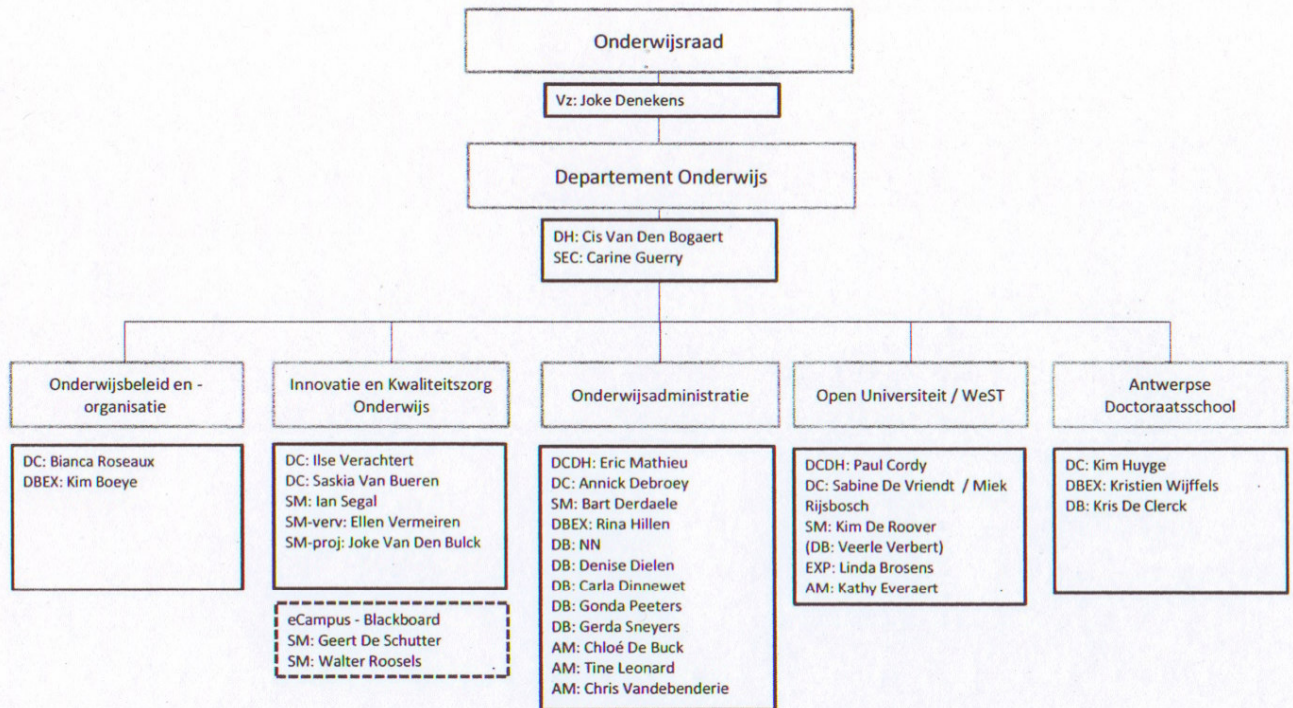 Onderwijsraad
Vz: Joke Denekens
Departement Onderwijs
DH: Cis Van Den Bogaert
SEC: Carine Guerry
Onderwijsbeleid en -
organisatie
DC: Bianca Roseaux
DBEX: Kim Boeye
Innovatie en Kwaliteitszorg
Onderwijs
DC: Ilse Verachtert
DC: Saskia Van Bueren
SM: Ian Segal
SM-verv: Ellen Vermeiren
SM-proj: Joke Van Den Bulck
eCampus - Blackboard
SM: Geert De Schutter
SM: Walter Roosels
Onderwijsadministratie
DCDH: Eric Mathieu
DC: Annick Debroey
SM: Bart Derdaele
DBEX: Rina Hillen
DB: NN
DB: Denise Dielen
DB: Carla Dinnewet
DB: Gonda Peeters
DB: Gerda Sneyers
AM: Chloé De Buck
AM: Tine Leonard
AM: Chris Vandebenderie
Open Universiteit / WeST
DCDH: Paul Cordy
DC: Sabine De Vriendt / Miek
Rijsbosch
SM: Kim De Roover
(DB: Veerle Verbert)
EXP: Linda Brosens
AM: Kathy Everaert
Antwerpse
Doctoraatsschool
DC: Kim Huyge
DBEX: Kristien Wijffels
DB: Kris De Clerck